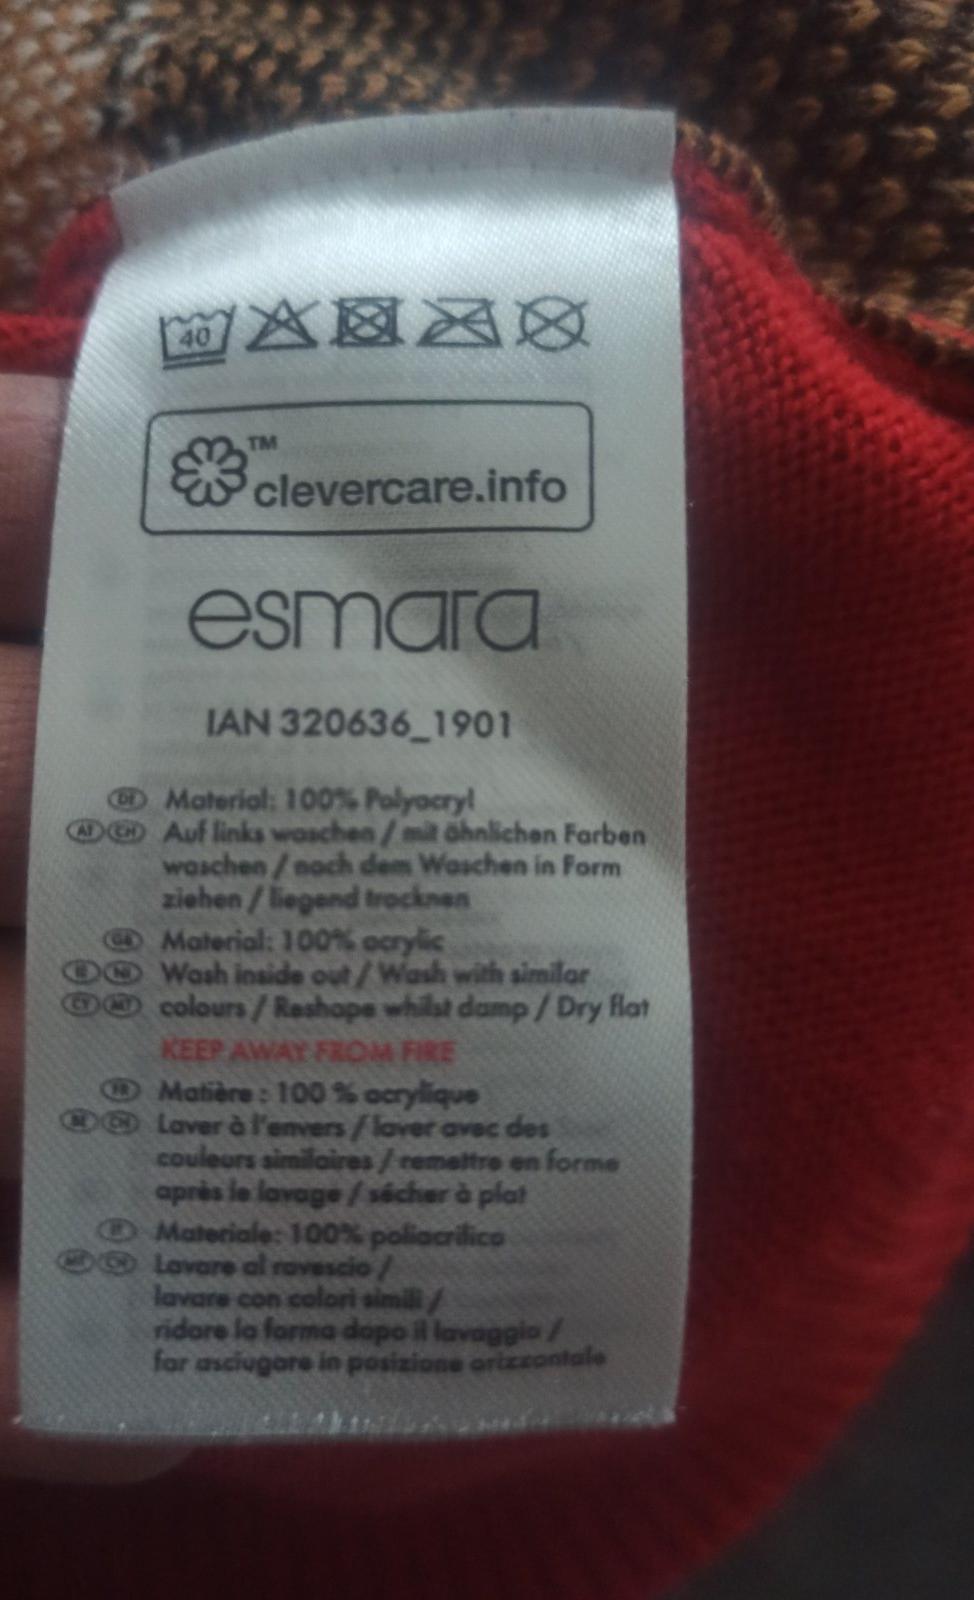 40
TM
clevercare.info
esmara
IAN 320636_1901
DE Material: 100% Polyacryl
AT CH Auf links waschen / mit ähnlichen Farben
waschen / nach dem Waschen in Form
ziehen / liegend trocknen
GB Material: 100% acrylic
IE NI Wash inside out / Wash with similar
CY MT colours / Reshape whilst damp / Dry flat
KEEP AWAY FROM FIRE
FR Matière : 100 % acrylique
BE CH Laver à l'envers / laver avec des
couleurs similaires / remettre en forme
après le lavage / sécher à plat
IT Materiale: 100% poliacrilico
MT CH Lavare al rovescio /
lavare con colori simili /
ridare la forma dopo il lavaggio /
far asciugare in posizione orizzontale